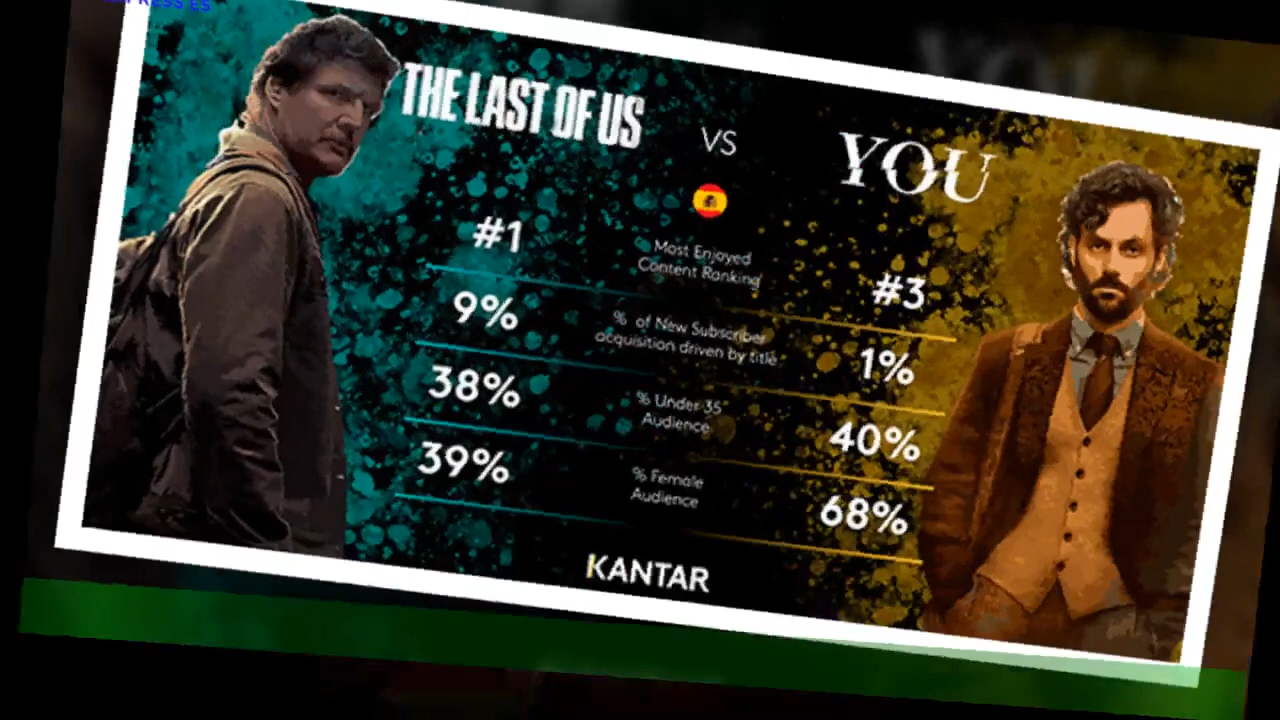 THE LAST OF US
VS
YOU
#1
Most Enjoyed
Content Ranking
#3
9%
% of New Subscriber
acquisition driven by title
1%
38%
% Under 35
Audience
40%
39%
% Female
Audience
68%
KANTAR